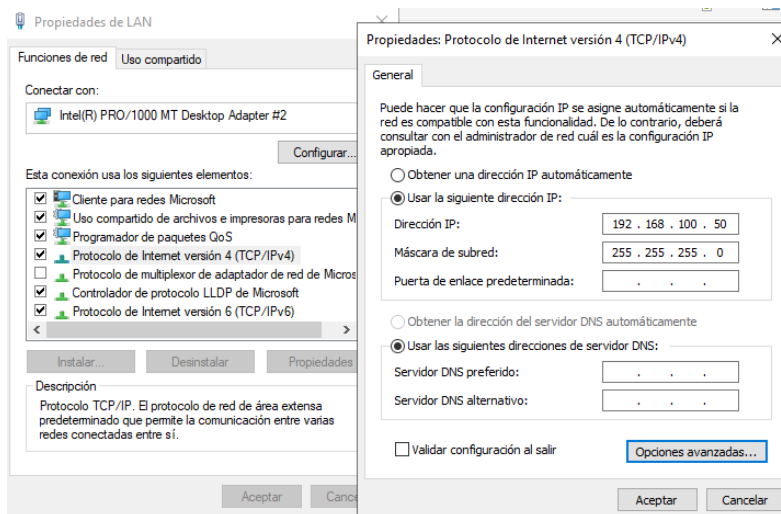 Propiedades de LAN
Funciones de red
Uso compartido
Conectar con:
Intel(R) PRO/1000 MT Desktop Adapter #2
Configurar...
Esta conexión usa los siguientes elementos:
Cliente para redes Microsoft
Uso compartido de archivos e impresoras para redes M
Programador de paquetes QoS
Protocolo de Internet versión 4 (TCP/IPv4)
Protocolo de multiplexor de adaptador de red de Micros
Controlador de protocolo LLDP de Microsoft
Protocolo de Internet versión 6 (TCP/IPv6)
Instalar...
Desinstalar
Propiedades
Descripción
Protocolo TCP/IP. El protocolo de red de área extensa
predeterminado que permite la comunicación entre varias
redes conectadas entre sí.
Aceptar
Cance
Propiedades: Protocolo de Internet versión 4 (TCP/IPv4)
General
Puede hacer que la configuración IP se asigne automáticamente si la
red es compatible con esta funcionalidad. De lo contrario, deberá
consultar con el administrador de red cuál es la configuración IP
apropiada.
Obtener una dirección IP automáticamente
Usar la siguiente dirección IP:
Dirección IP: 192 . 168 . 100 . 50
Máscara de subred: 255 . 255 . 255 . 0
Puerta de enlace predeterminada: . . .
Obtener la dirección del servidor DNS automáticamente
Usar las siguientes direcciones de servidor DNS:
Servidor DNS preferido: . . .
Servidor DNS alternativo: . . .
Validar configuración al salir
Opciones avanzadas...
Aceptar
Cancelar